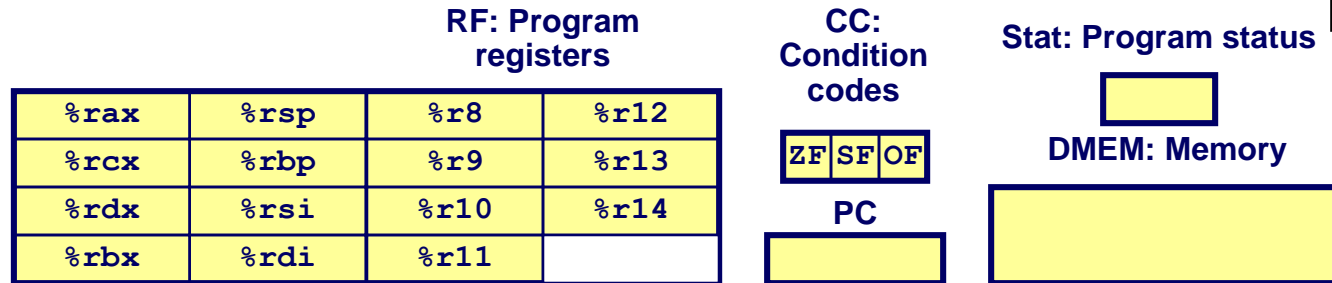 RF: Program
registers
CC:
Condition
codes
Stat: Program status
%rax %rsp %r8 %r12
%rcx %rbp %r9 %r13
%rdx %rsi %r10 %r14
%rbx %rdi %r11
ZF SF OF
PC
DMEM: Memory